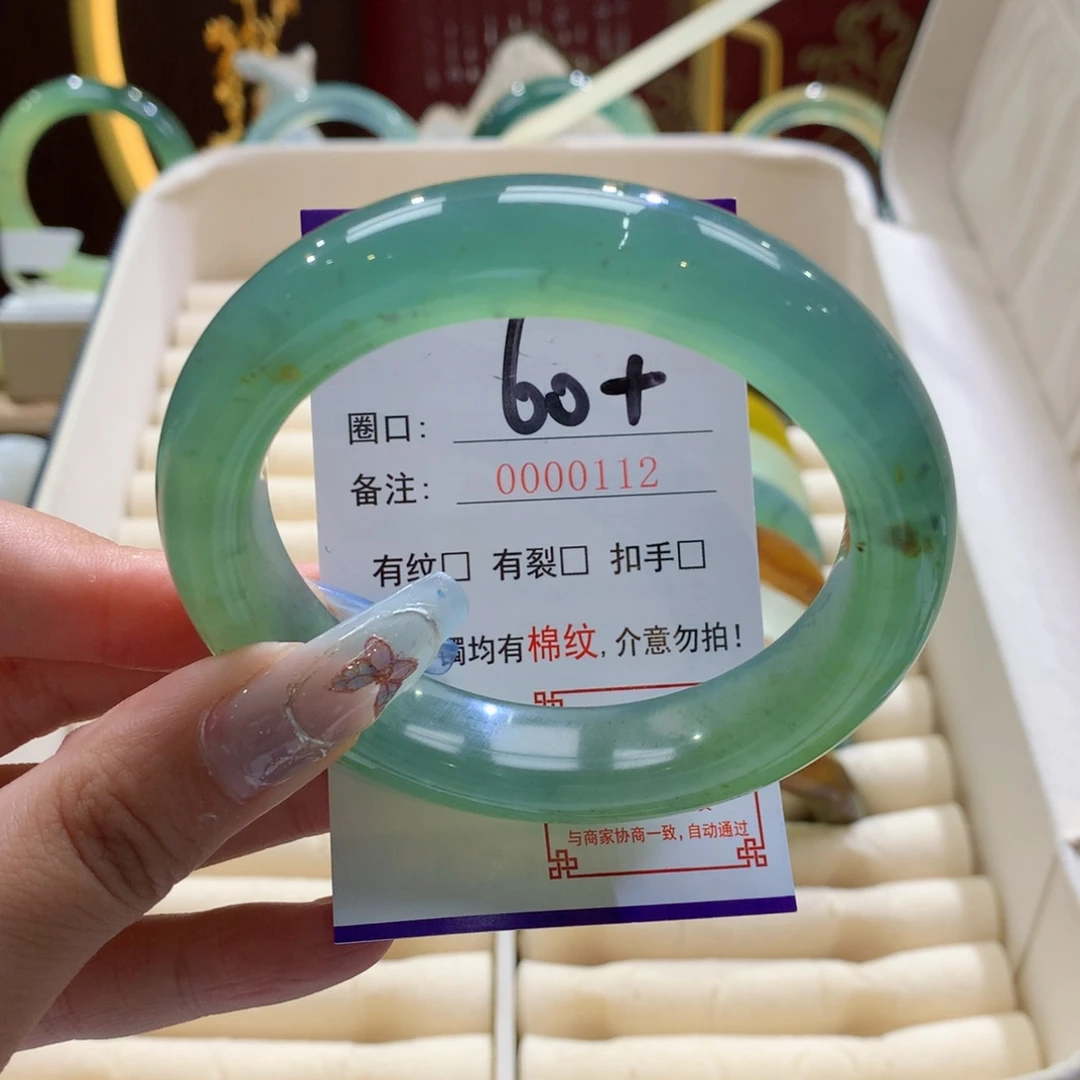 圈口: 60+
备注: 0000112
有纹□ 有裂□ 扣手□
镯均有棉纹, 介意勿拍!
与商家协商一致, 自动通过